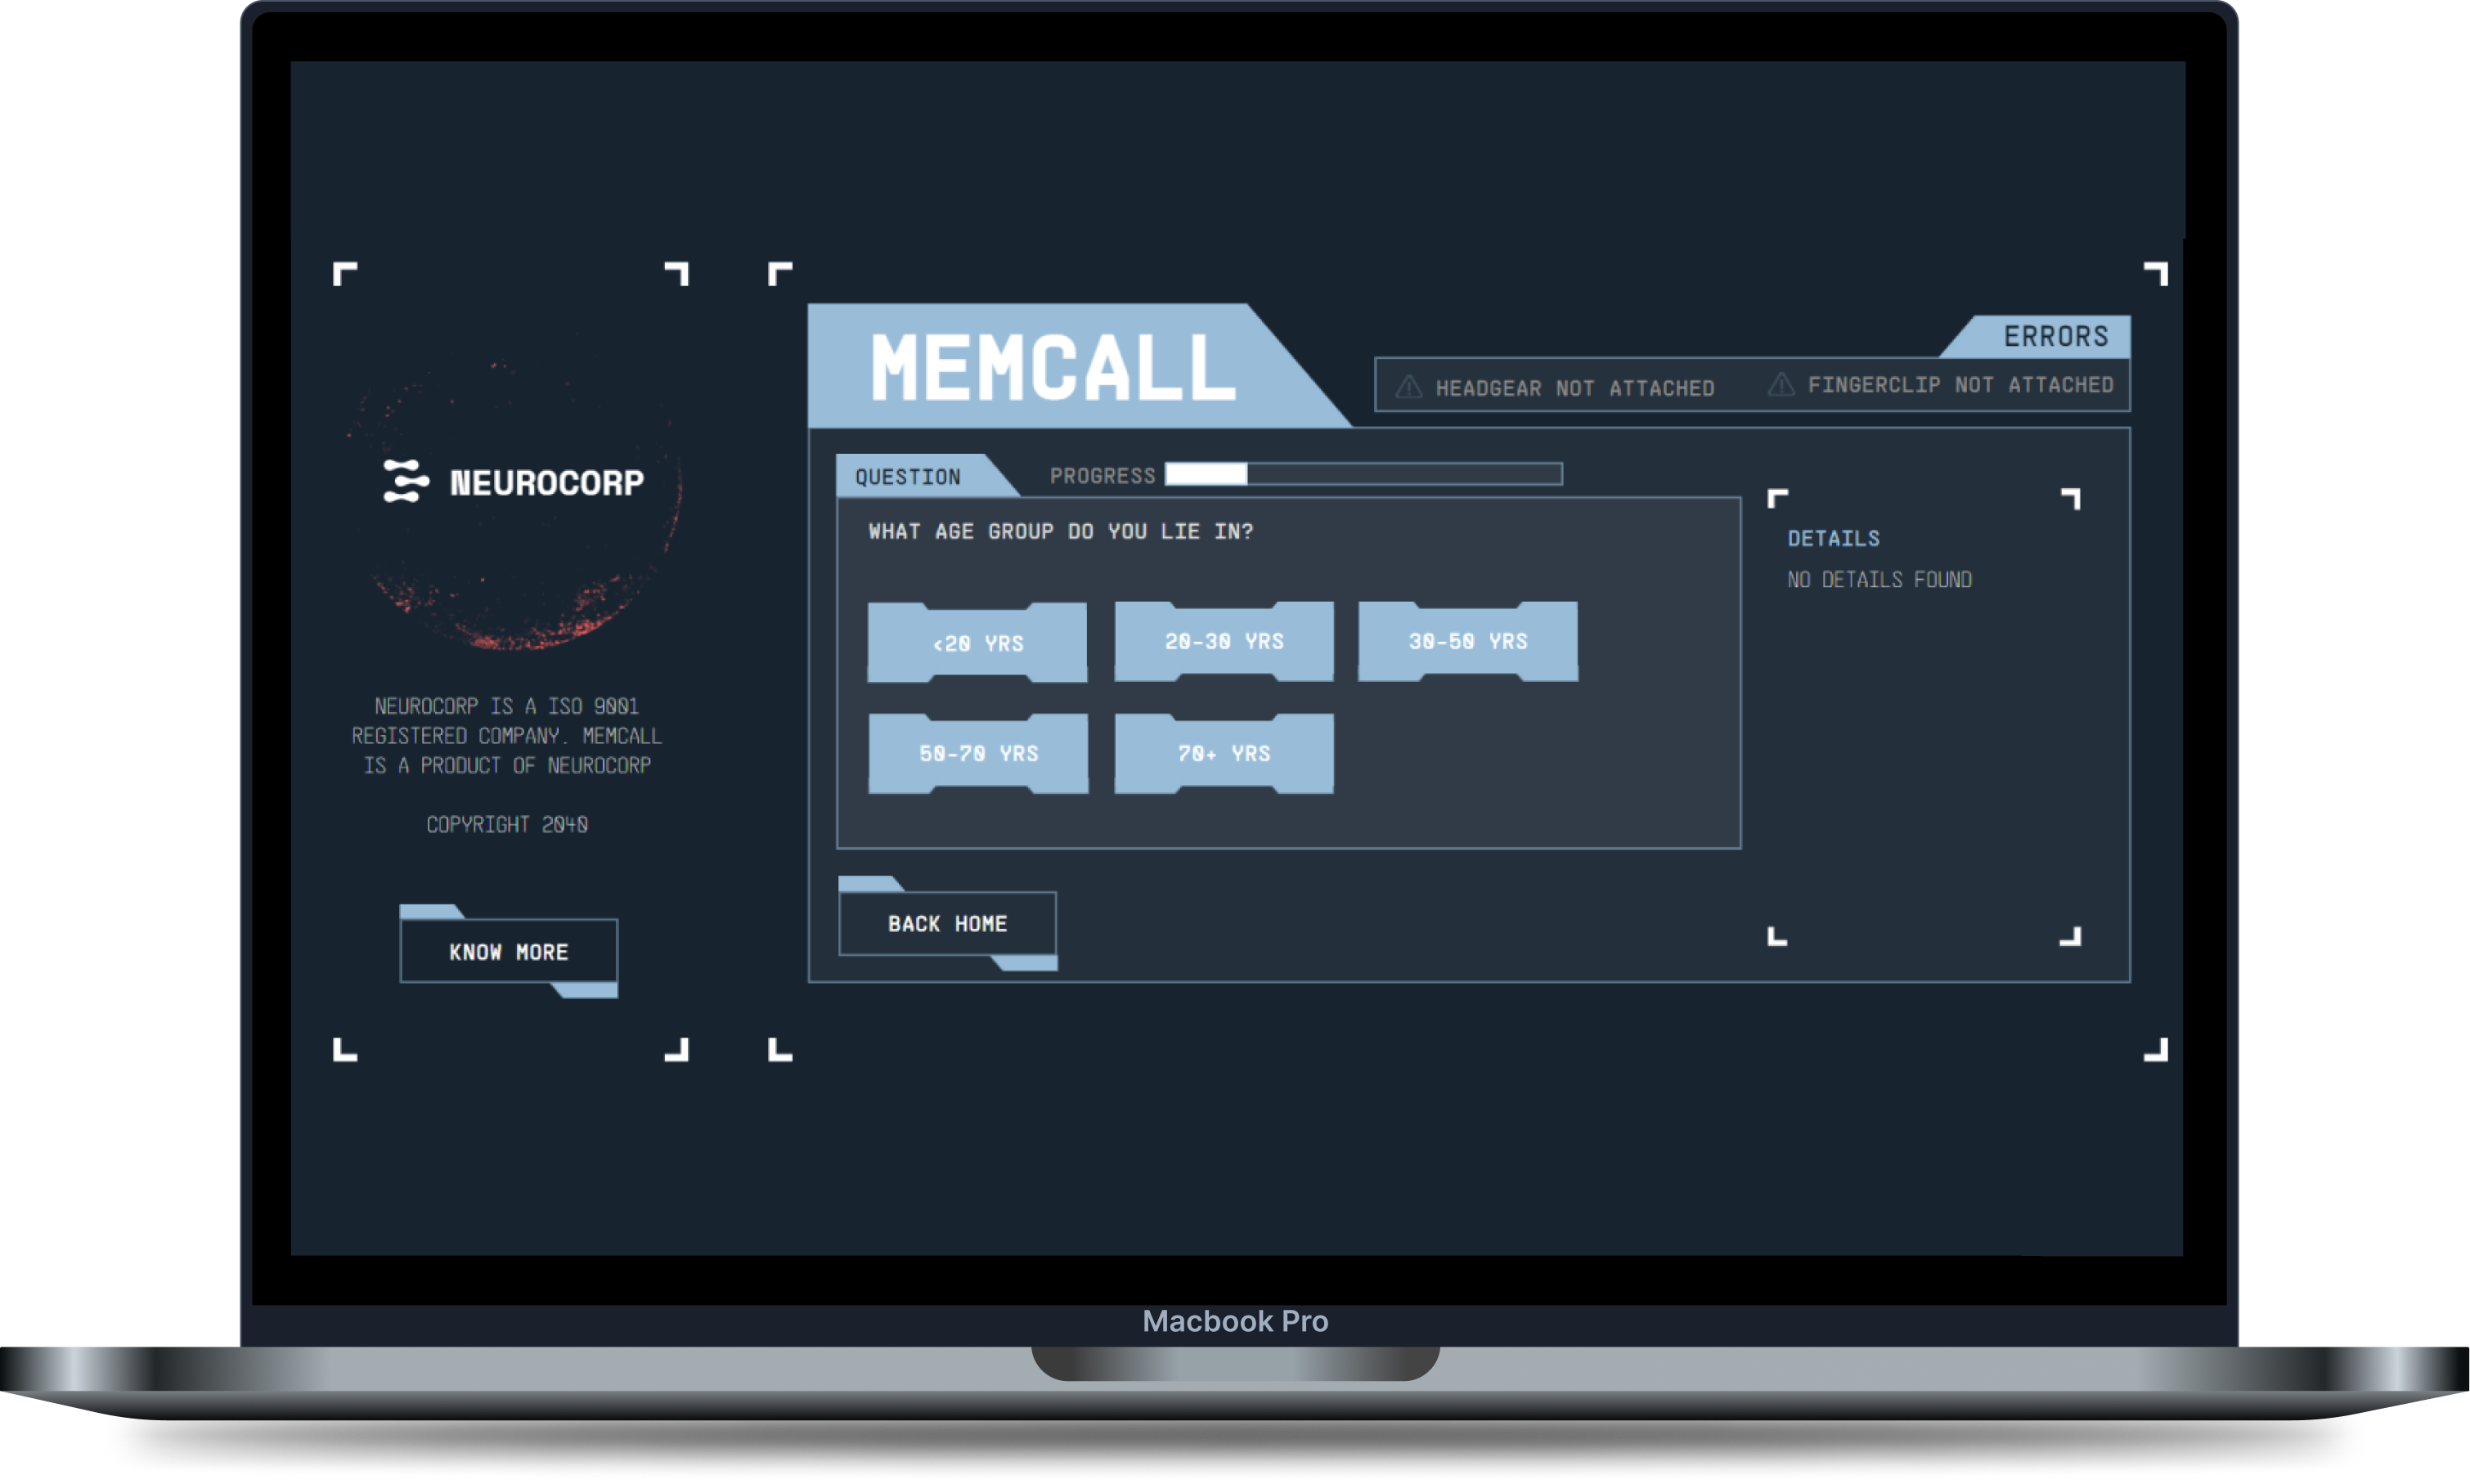 NEUROCORP
NEUROCORP IS A ISO 9001
REGISTERED COMPANY. MEMCALL
IS A PRODUCT OF NEUROCORP
COPYRIGHT 2040
KNOW MORE
MEMCALL
ERRORS
HEADGEAR NOT ATTACHED
FINGERCLIP NOT ATTACHED
QUESTION
PROGRESS
WHAT AGE GROUP DO YOU LIE IN?
<20 YRS
20-30 YRS
30-50 YRS
50-70 YRS
70+ YRS
DETAILS
NO DETAILS FOUND
BACK HOME
Macbook Pro